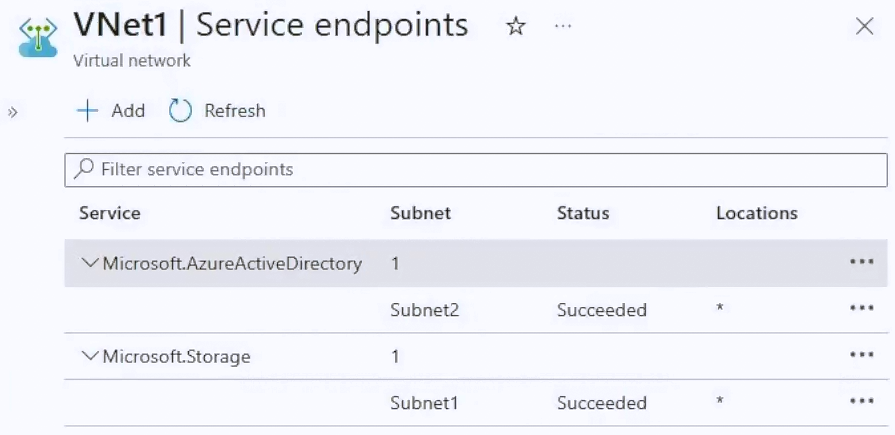 VNet1 | Service endpoints ☆ ...
Virtual network
» + Add Refresh
Filter service endpoints
Service Subnet Status Locations
Microsoft.AzureActiveDirectory 1 ...
Subnet2 Succeeded * ...
Microsoft.Storage 1 ...
Subnet1 Succeeded * ...